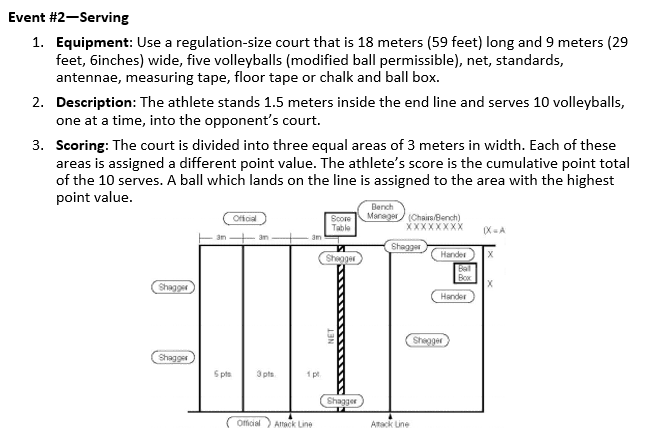 Event #2—Serving
1. Equipment: Use a regulation-size court that is 18 meters (59 feet) long and 9 meters (29
feet, 6inches) wide, five volleyballs (modified ball permissible), net, standards,
antennae, measuring tape, floor tape or chalk and ball box.
2. Description: The athlete stands 1.5 meters inside the end line and serves 10 volleyballs,
one at a time, into the opponent's court.
3. Scoring: The court is divided into three equal areas of 3 meters in width. Each of these
areas is assigned a different point value. The athlete's score is the cumulative point total
of the 10 serves. A ball which lands on the line is assigned to the area with the highest
point value.
Official
Score
Table
Bench
Manager
(Chairs/Bench)
XXXXXXXX
(X = A
3m
3m
3m
Shagger
Shagger
Hander
X
Ball
Box
X
Hander
Shagger
Shagger
NET
Shagger
5 pts
3 pts.
1 pt.
Shagger
Official
Attack Line
Attack Line